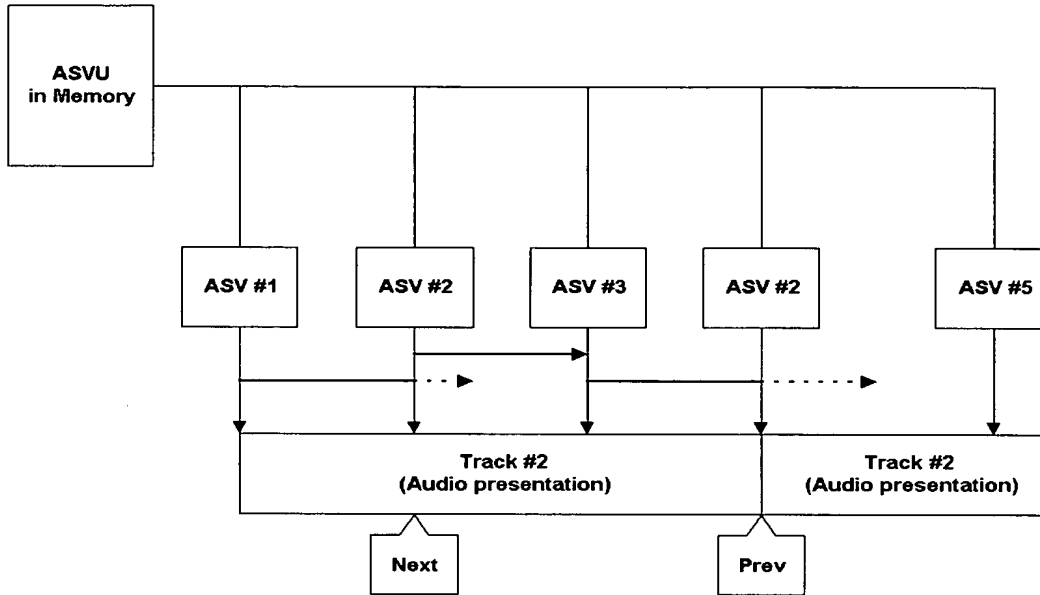 ASVU
in Memory
ASV #1
ASV #2
ASV #3
ASV #2
ASV #5
Track #2
(Audio presentation)
Track #2
(Audio presentation)
Next
Prev